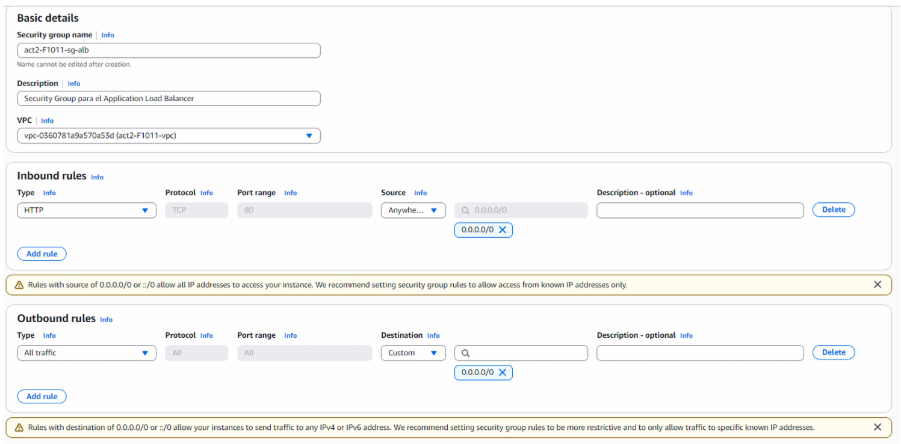 Basic details
Security group name Info
act2-F1011-sg-alb
Name cannot be edited after creation.
Description Info
Security Group para el Application Load Balancer
VPC Info
vpc-0360781a9a570a53d (act2-F1011-vpc)
Inbound rules Info
Type Info Protocol Info Port range Info Source Info Description - optional Info
HTTP TCP 80 Anywhe... 0.0.0.0/0 Delete
0.0.0.0/0
Add rule
Rules with source of 0.0.0.0/0 or ::/0 allow all IP addresses to access your instance. We recommend setting security group rules to allow access from known IP addresses only.
Outbound rules Info
Type Info Protocol Info Port range Info Destination Info Description - optional Info
All traffic All All Custom Delete
0.0.0.0/0
Add rule
Rules with destination of 0.0.0.0/0 or ::/0 allow your instances to send traffic to any IPv4 or IPv6 address. We recommend setting security group rules to be more restrictive and to only allow traffic to specific known IP addresses.